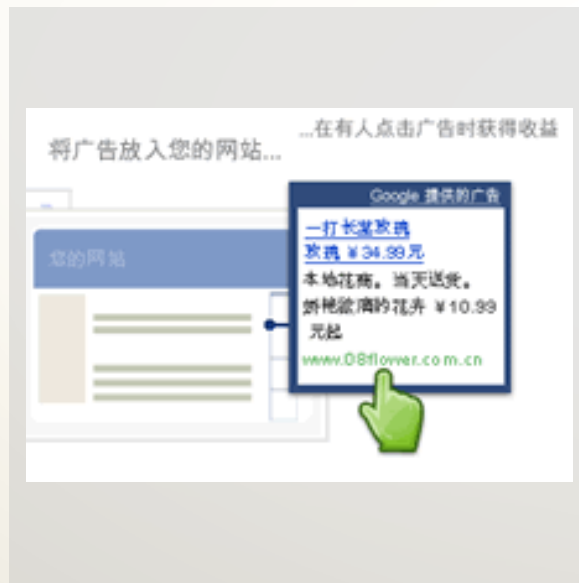 将广告放入您的网站...
...在有人点击广告时获得收益
您的网站
Google 提供的广告
一打长茎玫瑰
玫瑰 ¥34.99元
本地花商。当天送货。
娇艳欲滴的花卉 ¥10.99
元起
www.08flower.com.cn